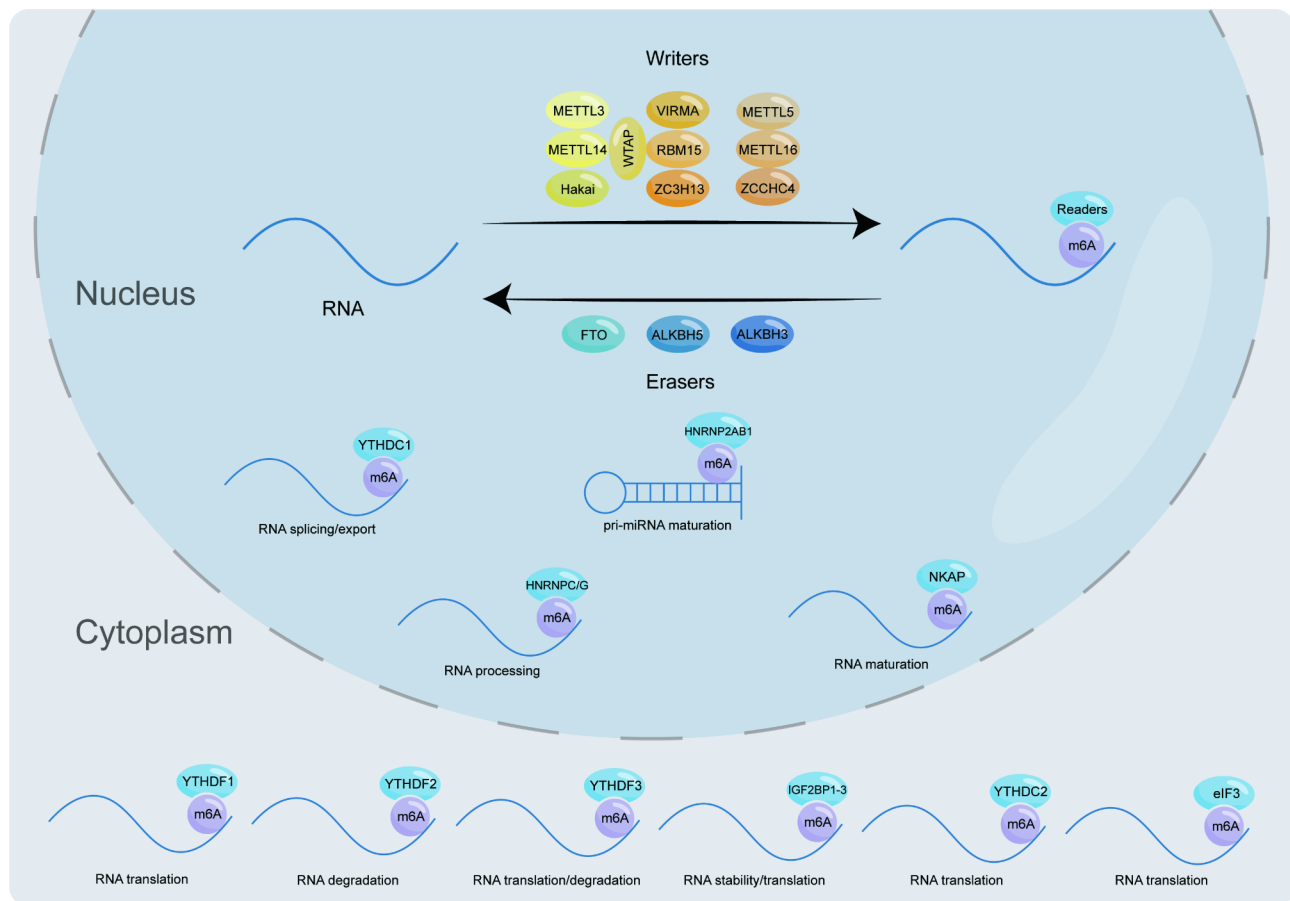 Writers
METTL3
VIRMA
METTL5
METTL14
WTAP
RBM15
METTL16
Hakai
ZC3H13
ZCCHC4
Readers
m6A
Nucleus
RNA
FTO
ALKBH5
ALKBH3
Erasers
YTHDC1
m6A
RNA splicing/export
HNRNP2AB1
m6A
pri-miRNA maturation
HNRNPC/G
m6A
RNA processing
NKAP
m6A
RNA maturation
Cytoplasm
YTHDF1
m6A
RNA translation
YTHDF2
m6A
RNA degradation
YTHDF3
m6A
RNA translation/degradation
IGF2BP1-3
m6A
RNA stability/translation
YTHDC2
m6A
RNA translation
eIF3
m6A
RNA translation